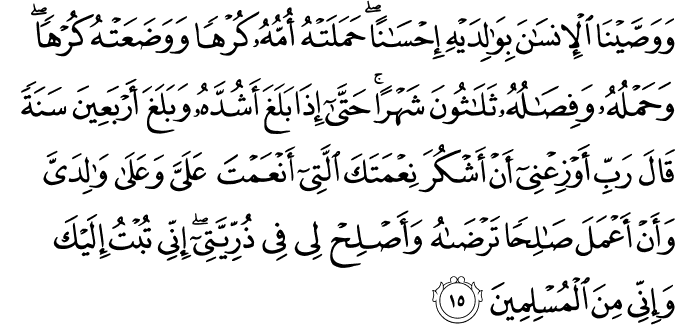 وَوَصَّيْنَا ٱلْإِنسَٰنَ بِوَٰلِدَيْهِ إِحْسَٰنًا ۖ حَمَلَتْهُ أُمُّهُۥ كُرْهًا وَوَضَعَتْهُ كُرْهًا ۖ
وَحَمْلُهُۥ وَفِصَٰلُهُۥ ثَلَٰثُونَ شَهْرًا ۚ حَتَّىٰٓ إِذَا بَلَغَ أَشُدَّهُۥ وَبَلَغَ أَرْبَعِينَ سَنَةً
قَالَ رَبِّ أَوْزِعْنِىٓ أَنْ أَشْكُرَ نِعْمَتَكَ ٱلَّتِىٓ أَنْعَمْتَ عَلَىَّ وَعَلَىٰ وَٰلِدَىَّ
وَأَنْ أَعْمَلَ صَٰلِحًا تَرْضَىٰهُ وَأَصْلِحْ لِى فِى ذُرِّيَّتِىٓ ۖ إِنِّى تُبْتُ إِلَيْكَ
وَإِنِّى مِنَ ٱلْمُسْلِمِينَ ١٥